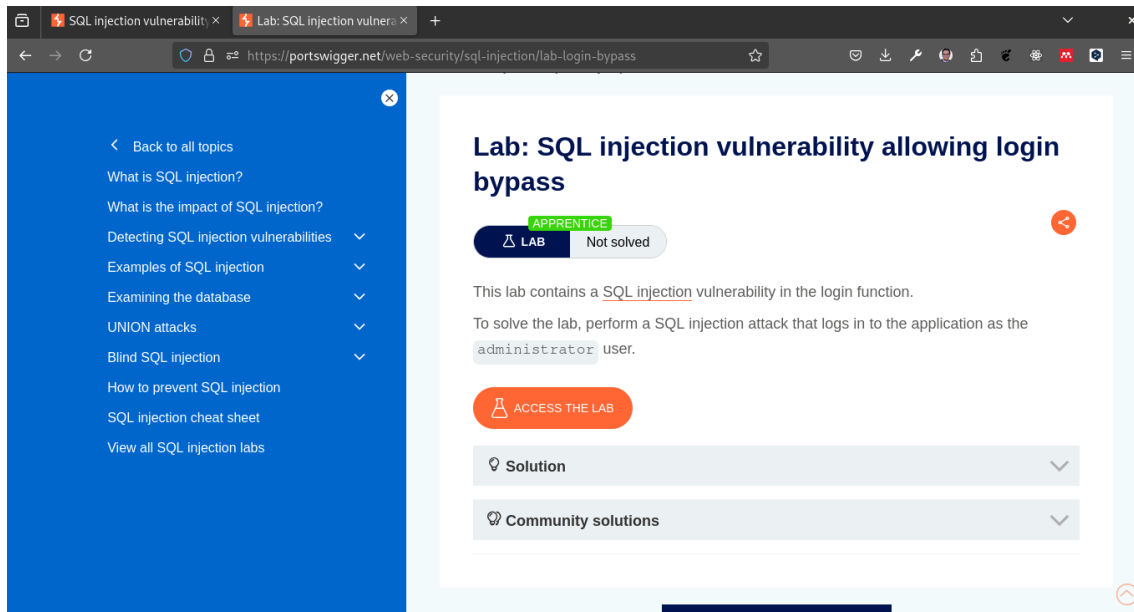 SQL injection vulnerability
Lab: SQL injection vulnera
https://portswigger.net/web-security/sql-injection/lab-login-bypass
Back to all topics
What is SQL injection?
What is the impact of SQL injection?
Detecting SQL injection vulnerabilities
Examples of SQL injection
Examining the database
UNION attacks
Blind SQL injection
How to prevent SQL injection
SQL injection cheat sheet
View all SQL injection labs
Lab: SQL injection vulnerability allowing login
bypass
APPRENTICE
LAB Not solved
This lab contains a SQL injection vulnerability in the login function.
To solve the lab, perform a SQL injection attack that logs in to the application as the
administrator user.
ACCESS THE LAB
Solution
Community solutions